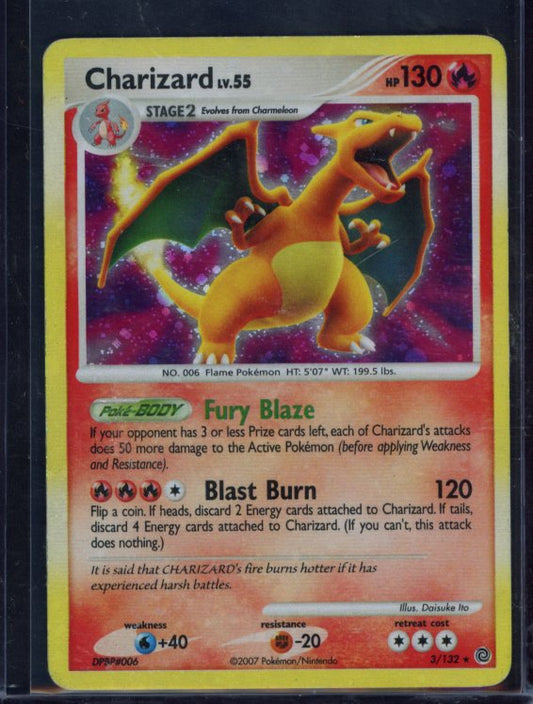 Charizard LV.55 HP 130
STAGE2 Evolves from Charmeleon
NO. 006 Flame Pokémon HT: 5'07" WT: 199.5 lbs.
Poké-BODY Fury Blaze
If your opponent has 3 or less Prize cards left, each of Charizard's attacks
does 50 more damage to the Active Pokémon (before applying Weakness
and Resistance).
Blast Burn 120
Flip a coin. If heads, discard 2 Energy cards attached to Charizard. If tails,
discard 4 Energy cards attached to Charizard. (If you can't, this attack
does nothing.)
It is said that CHARIZARD's fire burns hotter if it has
experienced harsh battles.
Illus. Daisuke Ito
weakness resistance retreat cost
+40 -20
DPBP#006 ©2007 Pokémon/Nintendo 3/132 ★